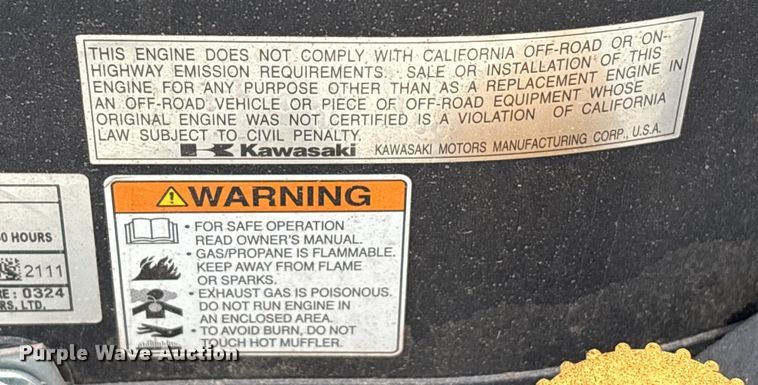 THIS ENGINE DOES NOT COMPLY WITH CALIFORNIA OFF-ROAD OR ON-
HIGHWAY EMISSION REQUIREMENTS. SALE OR INSTALLATION OF THIS
ENGINE FOR ANY PURPOSE OTHER THAN AS A REPLACEMENT ENGINE IN
AN OFF-ROAD VEHICLE OR PIECE OF OFF-ROAD EQUIPMENT WHOSE
ORIGINAL ENGINE WAS NOT CERTIFIED IS A VIOLATION OF CALIFORNIA
LAW SUBJECT TO CIVIL PENALTY.
Kawasaki KAWASAKI MOTORS MANUFACTURING CORP., U.S.A.
0 HOURS
2111
RE : 0324
RS, LTD.
WARNING
• FOR SAFE OPERATION
READ OWNER'S MANUAL.
• GAS/PROPANE IS FLAMMABLE.
KEEP AWAY FROM FLAME
OR SPARKS.
• EXHAUST GAS IS POISONOUS.
DO NOT RUN ENGINE IN
AN ENCLOSED AREA.
• TO AVOID BURN, DO NOT
TOUCH HOT MUFFLER.
Purple Wave Auction